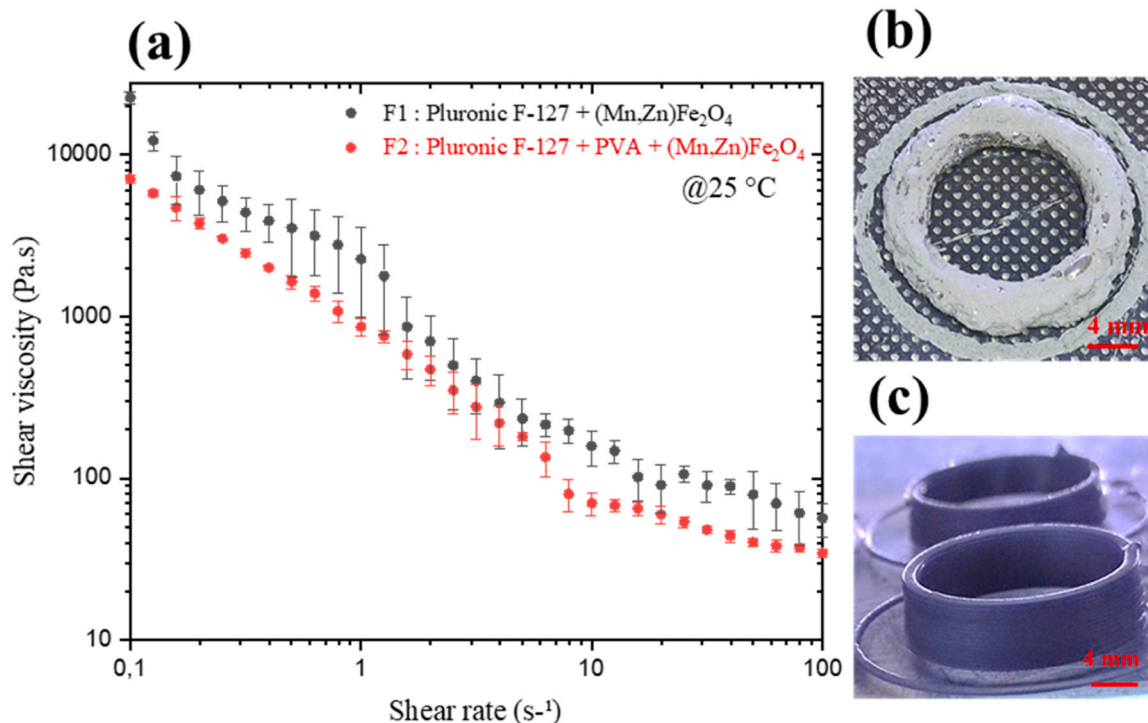 (a)
(b)
F1 : Pluronic F-127 + (Mn,Zn)Fe₂O₄
F2 : Pluronic F-127 + PVA + (Mn,Zn)Fe₂O₄
@25 °C
10000
1000
100
10
Shear viscosity (Pa.s)
0,1
1
10
100
Shear rate (s-¹)
4 mm
(c)
4 mm